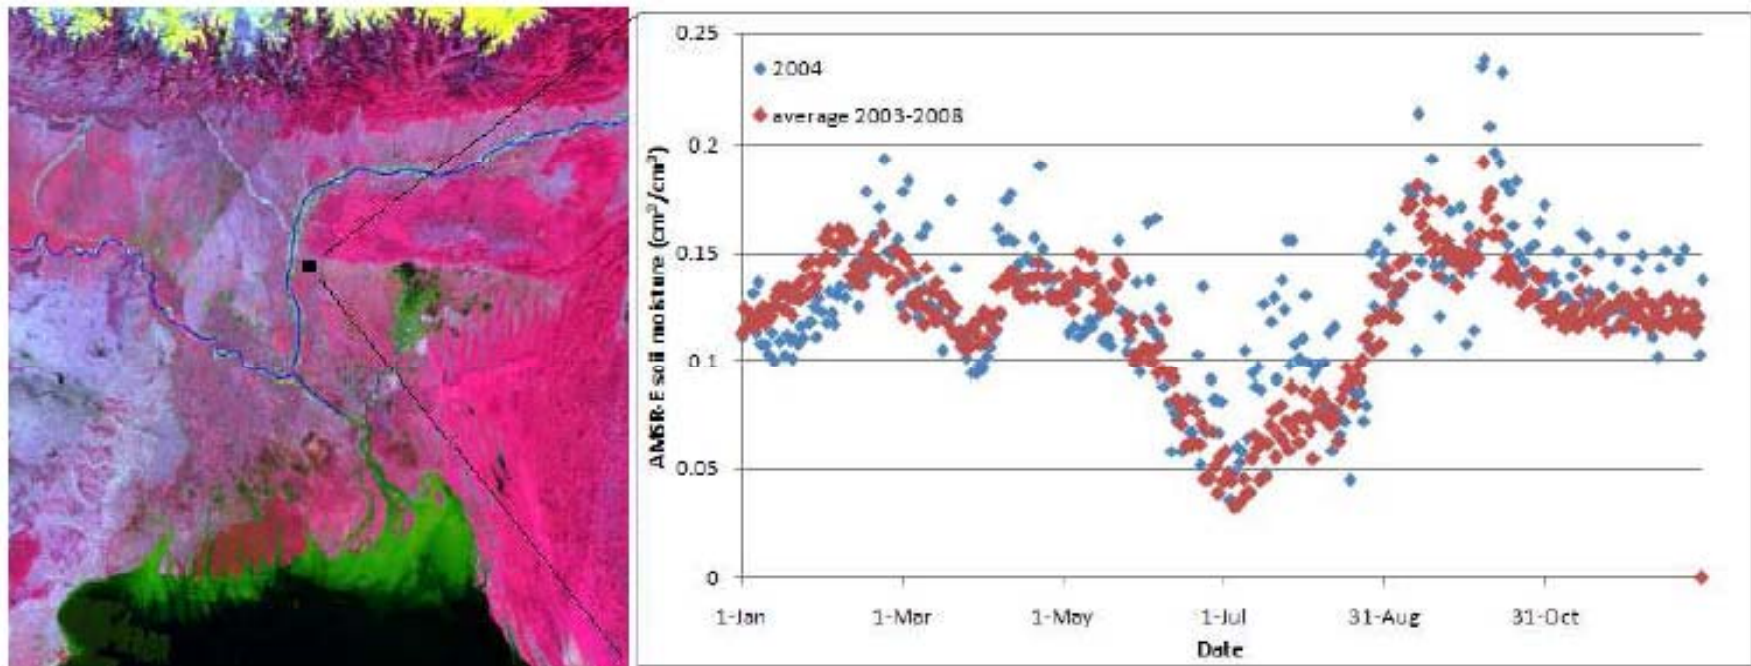 0.25
2004
average 2003-2008
0.2
0.15
0.1
0.05
0
AMSR-E soil moisture (cm³/cm³)
1-Jan 1-Mar 1-May 1-Jul 31-Aug 31-Oct
Date